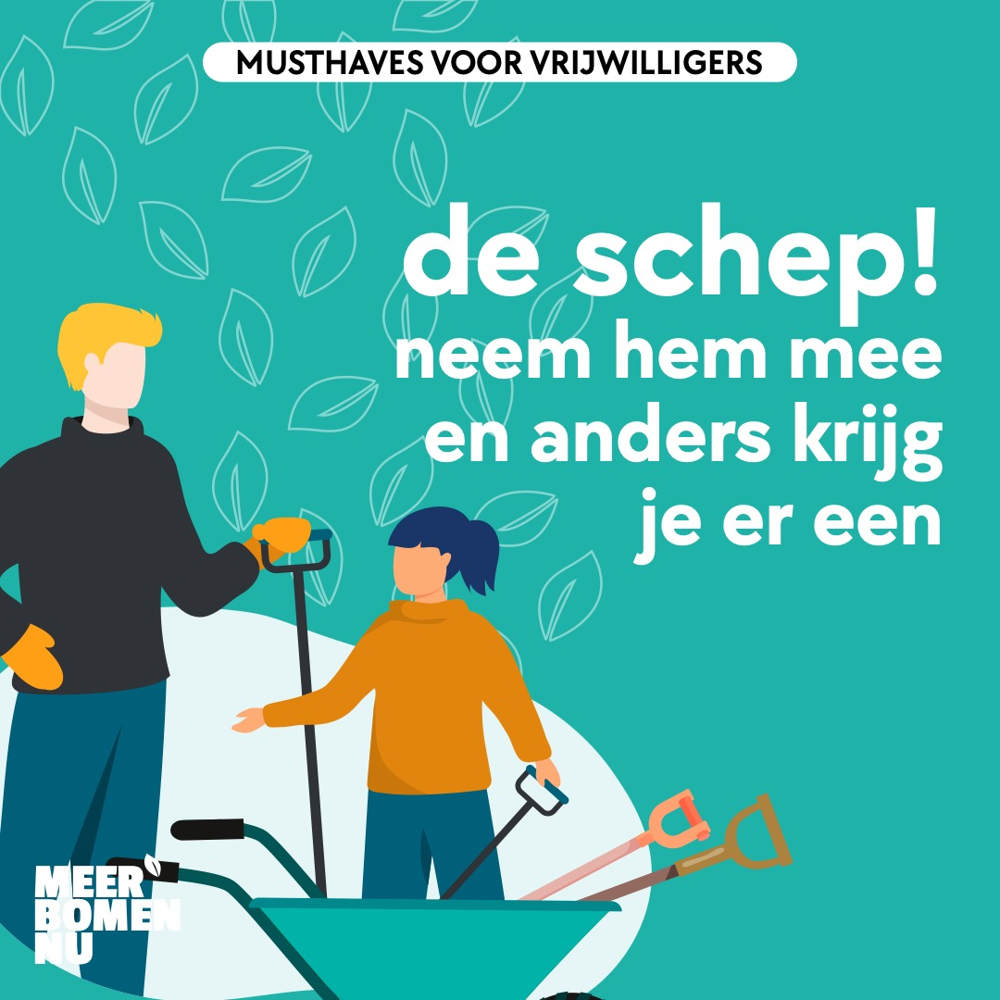 MUSTHAVES VOOR VRIJWILLIGERS
de schep!
neem hem mee
en anders krijg
je er een
MEER
BOMEN
NU